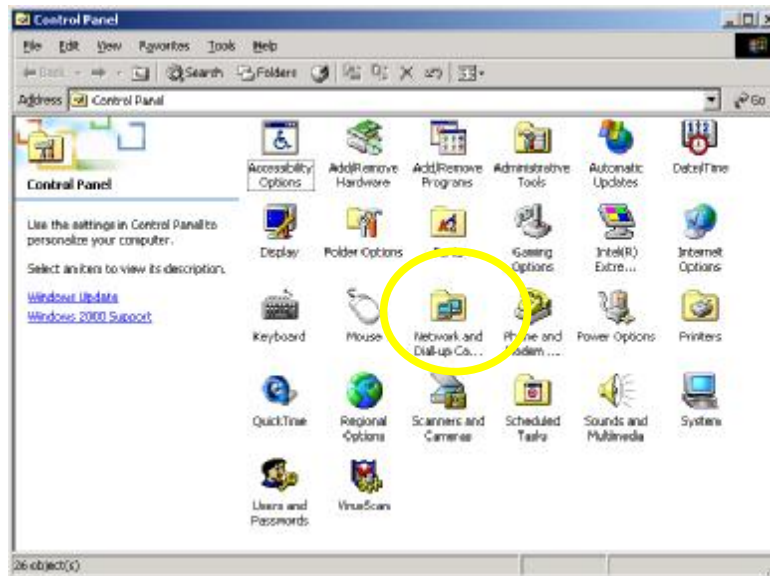 Control Panel
File Edit View Favorites Tools Help
Back Search Folders
Address Control Panel Go
Control Panel
Use the settings in Control Panel to
personalize your computer.
Select an item to view its description.
Windows Update
Windows 2000 Support
Accessibility
Options
Add/Remove
Hardware
Add/Remove
Programs
Administrative
Tools
Automatic
Updates
Date/Time
Display
Folder Options
Gaming
Options
Intel(R)
Extre...
Internet
Options
Keyboard
Mouse
Network and
Dial-up Co...
Phone and
Modem ...
Power Options
Printers
QuickTime
Regional
Options
Scanners and
Cameras
Scheduled
Tasks
Sounds and
Multimedia
System
Users and
Passwords
VirusScan
26 object(s)